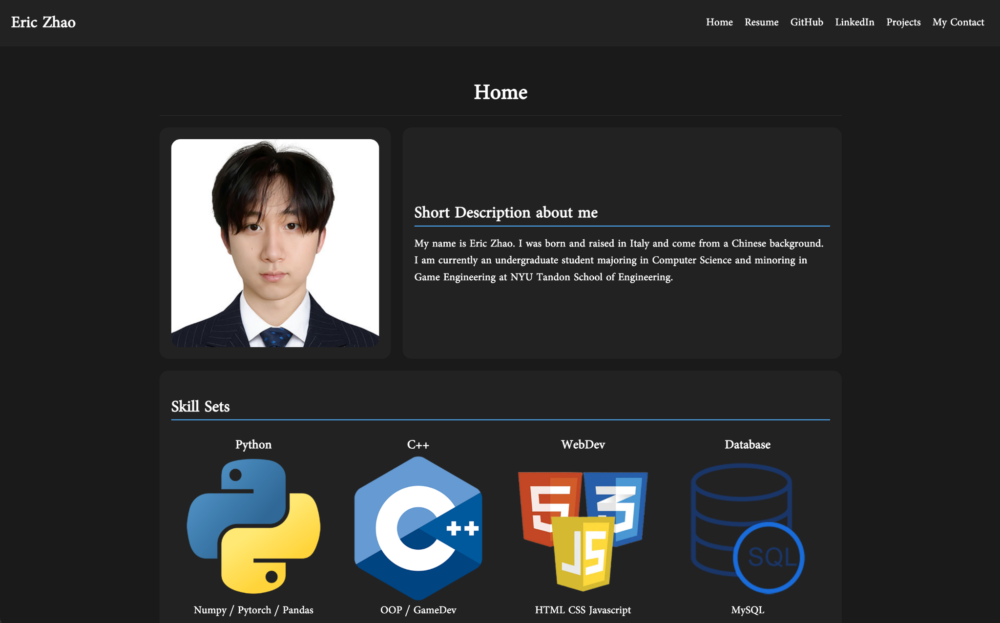 Eric Zhao
Home
Resume
GitHub
LinkedIn
Projects
My Contact
Home
Short Description about me
My name is Eric Zhao. I was born and raised in Italy and come from a Chinese background.
I am currently an undergraduate student majoring in Computer Science and minoring in
Game Engineering at NYU Tandon School of Engineering.
Skill Sets
Python
C++
WebDev
Database
C
++
5
3
JS
SQL
Numpy / Pytorch / Pandas
OOP / GameDev
HTML CSS Javascript
MySQL